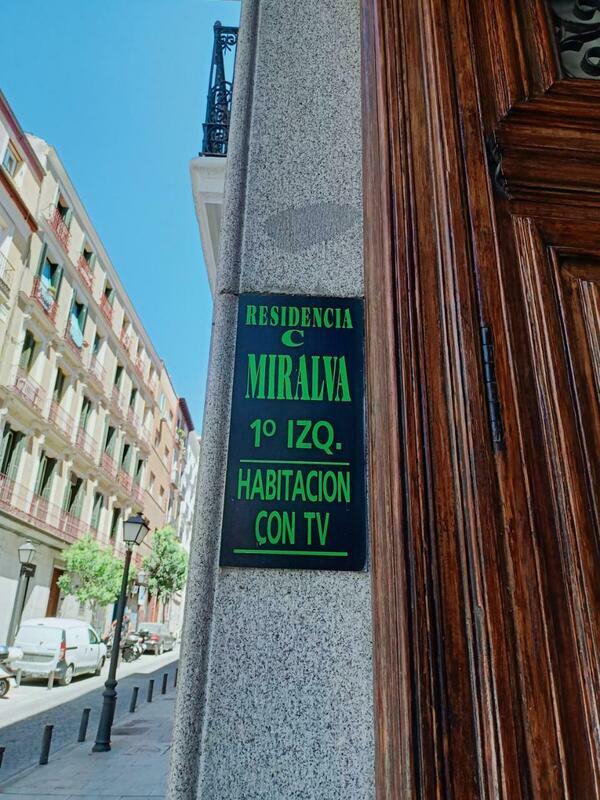 RESIDENCIA
C
MIRALVA
1º IZQ.
HABITACION
CON TV